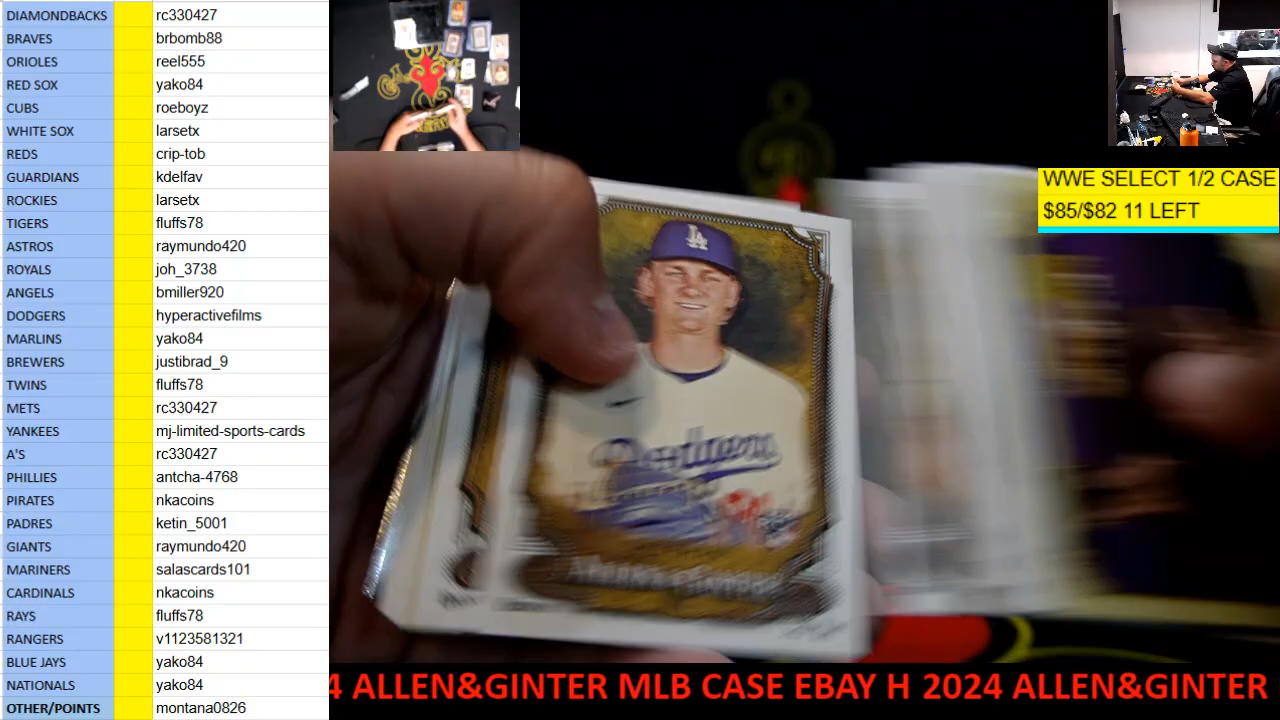 DIAMONDBACKS rc330427
BRAVES brbomb88
ORIOLES reel555
RED SOX yako84
CUBS roeboyz
WHITE SOX larsetx
REDS crip-tob
GUARDIANS kdelfav
ROCKIES larsetx
TIGERS fluffs78
ASTROS raymundo420
ROYALS joh_3738
ANGELS bmiller920
DODGERS hyperactivefilms
MARLINS yako84
BREWERS justibrad_9
TWINS fluffs78
METS rc330427
YANKEES mj-limited-sports-cards
A'S rc330427
PHILLIES antcha-4768
PIRATES nkacoins
PADRES ketin_5001
GIANTS raymundo420
MARINERS salascards101
CARDINALS nkacoins
RAYS fluffs78
RANGERS v1123581321
BLUE JAYS yako84
NATIONALS yako84
OTHER/POINTS montana0826
WWE SELECT 1/2 CASE
$85/$82 11 LEFT
LA
Dodgers
4 ALLEN&GINTER MLB CASE EBAY H 2024 ALLEN&GINTER